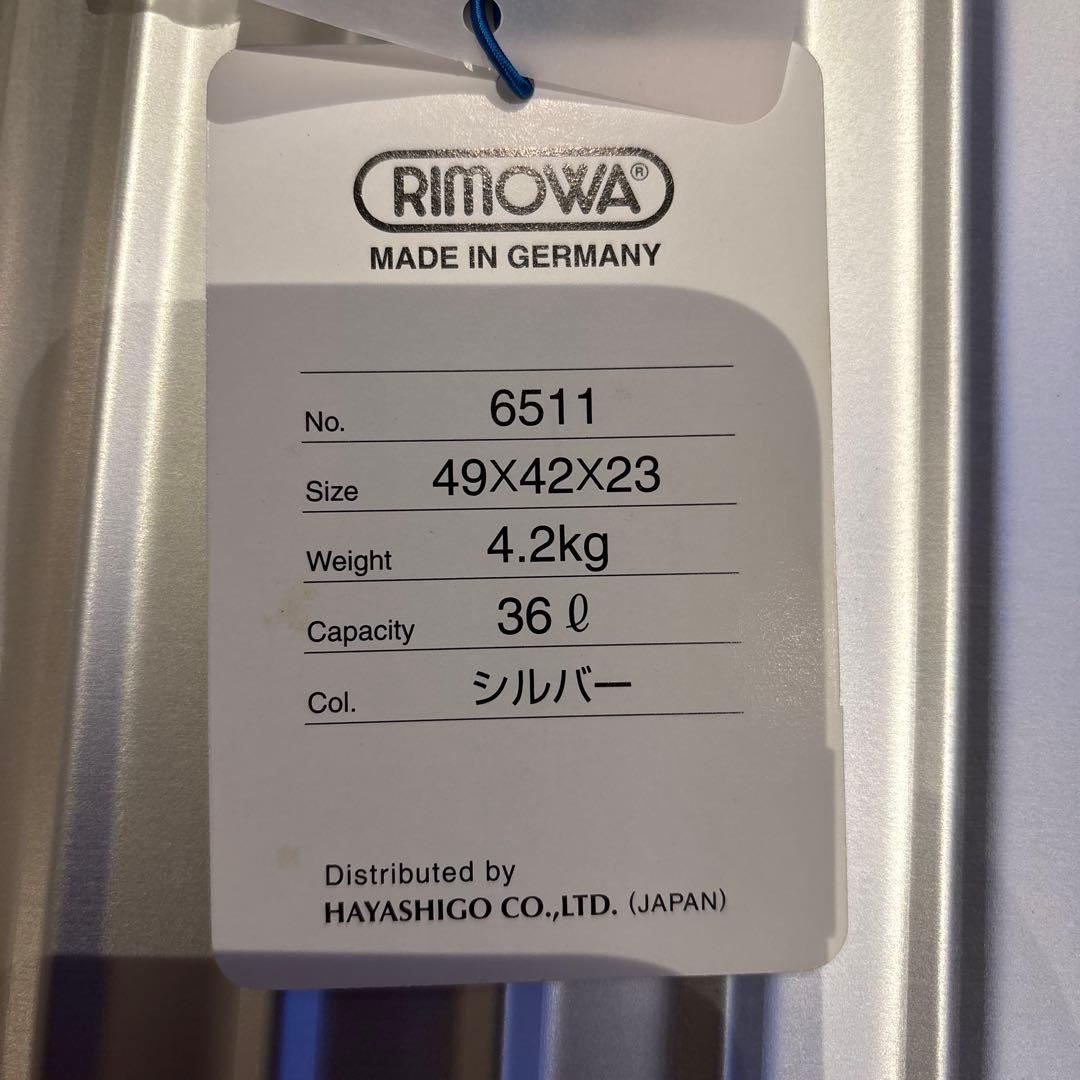 RIMOWA®
MADE IN GERMANY
No. 6511
Size 49X42X23
Weight 4.2kg
Capacity 36ℓ
Col. シルバー
Distributed by
HAYASHIGO CO.,LTD. (JAPAN)